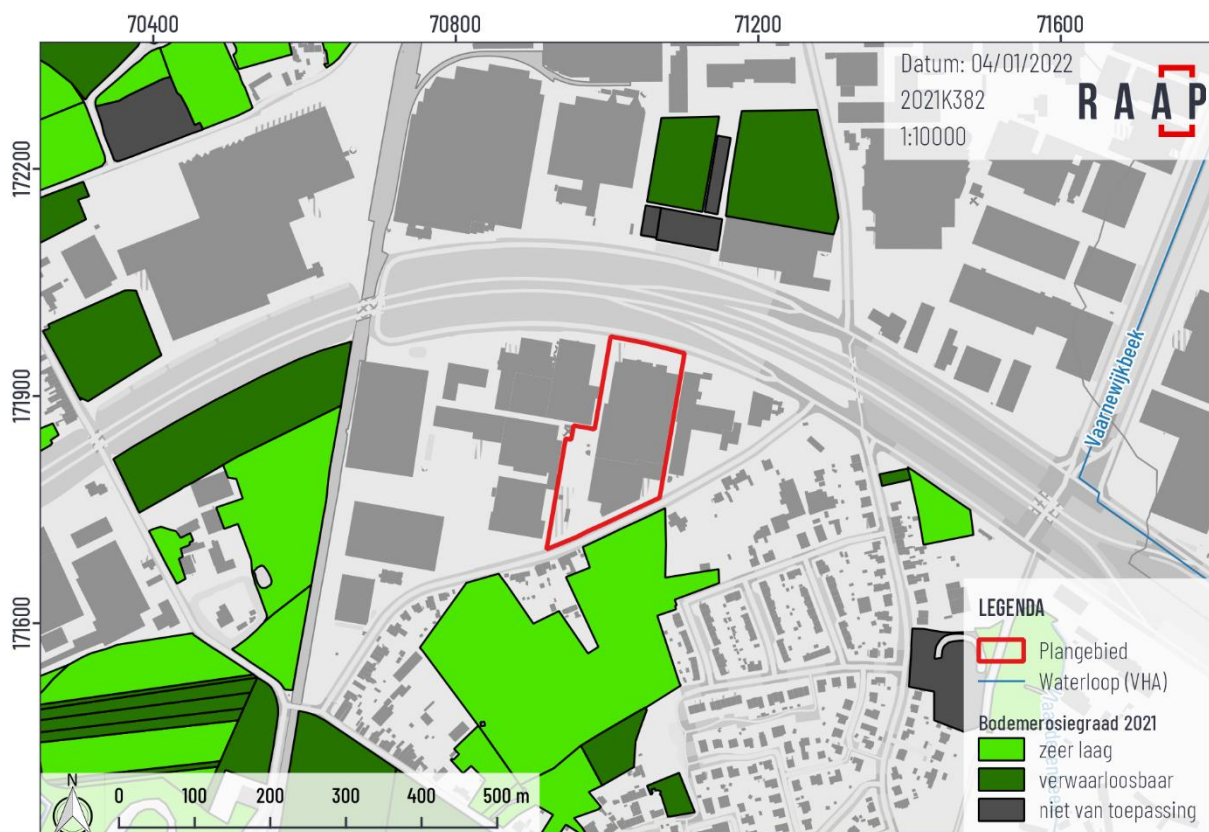 70400 70800 71200 71600
Datum: 04/01/2022
2021K382
1:10000
RAAP
172200
171900
171600
Vaarnewijkbeek
LEGENDA
Plangebied
Waterloop (VHA)
Bodemerosiegraad 2021
zeer laag
verwaarloosbaar
niet van toepassing
N
0 100 200 300 400 500 m